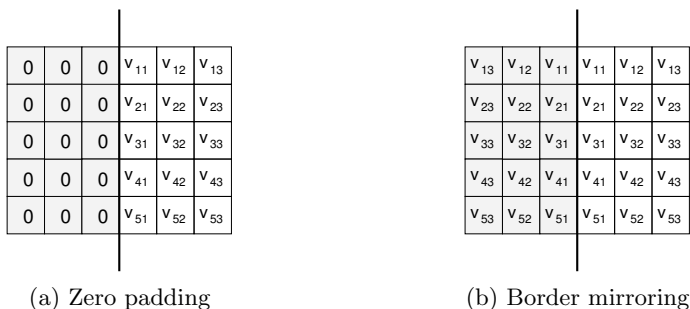 0 0 0 v11 v12 v13
0 0 0 v21 v22 v23
0 0 0 v31 v32 v33
0 0 0 v41 v42 v43
0 0 0 v51 v52 v53
(a) Zero padding
v13 v12 v11 v11 v12 v13
v23 v22 v21 v21 v22 v23
v33 v32 v31 v31 v32 v33
v43 v42 v41 v41 v42 v43
v53 v52 v51 v51 v52 v53
(b) Border mirroring